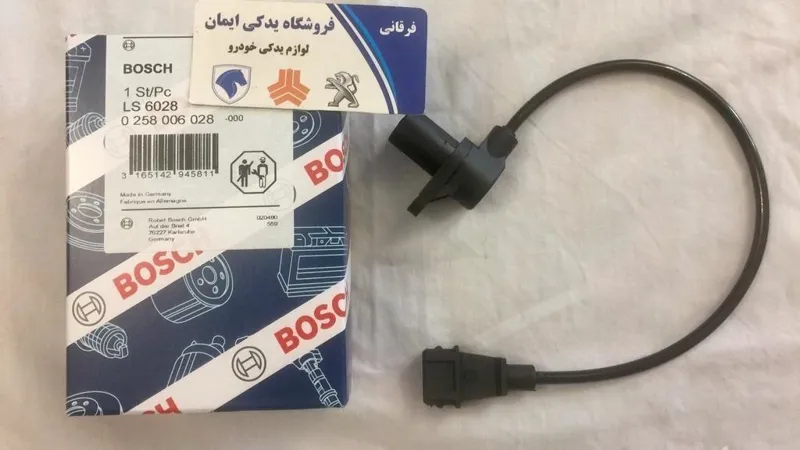 فروشگاه یدکی ایمان
فرقانی
لوازم یدکی خودرو
BOSCH
1 St/Pc
LS 6028
0 258 006 028 -000
3 165142 945811
Made in Germany
Fabriqué en Allemagne
Robert Bosch GmbH
Auf der Breit 4
76227 Karlsruhe
Germany
BOSCH
BOSCH
BOSCH